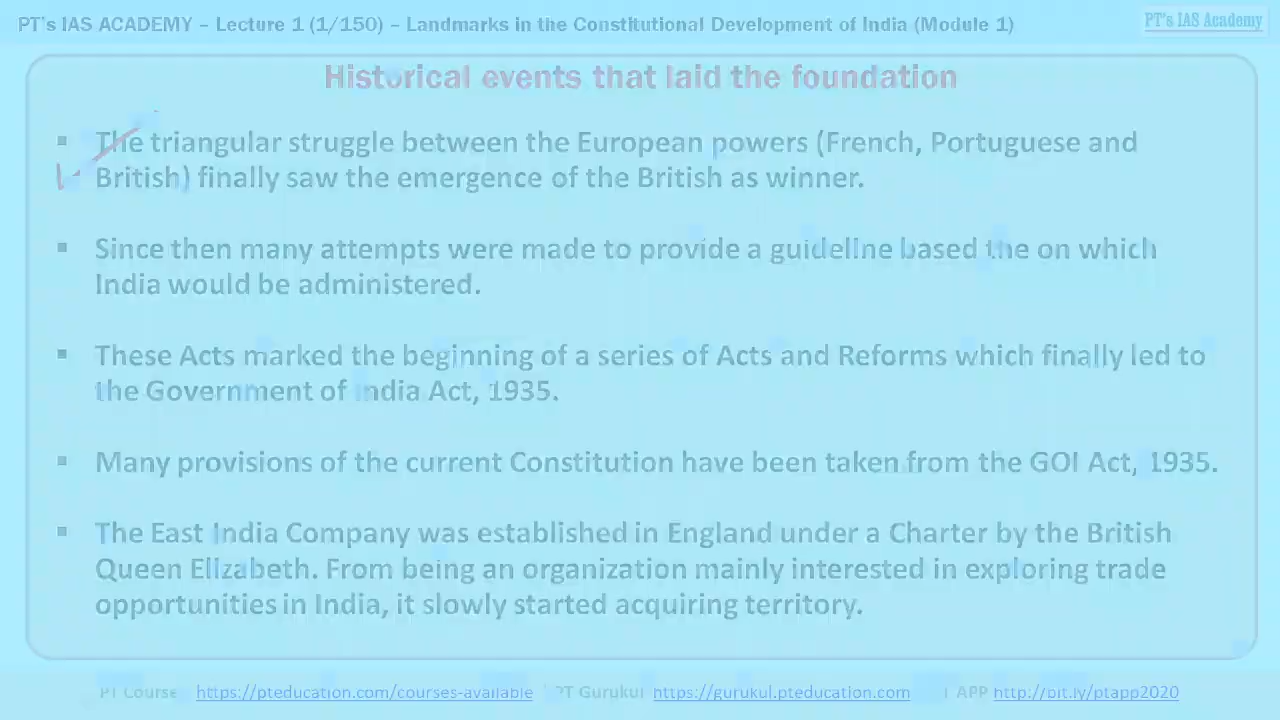 PT's IAS ACADEMY – Lecture 1 (1/150) – Landmarks in the Constitutional Development of India (Module 1)
PT's IAS Academy
Historical events that laid the foundation
▪ The triangular struggle between the European powers (French, Portuguese and
British) finally saw the emergence of the British as winner.
▪ Since then many attempts were made to provide a guideline based the on which
India would be administered.
▪ These Acts marked the beginning of a series of Acts and Reforms which finally led to
the Government of India Act, 1935.
▪ Many provisions of the current Constitution have been taken from the GOI Act, 1935.
▪ The East India Company was established in England under a Charter by the British
Queen Elizabeth. From being an organization mainly interested in exploring trade
opportunities in India, it slowly started acquiring territory.
PT Course https://pteducation.com/courses-available PT Gurukul https://gurukul.pteducation.com APP http://bit.ly/ptapp2020